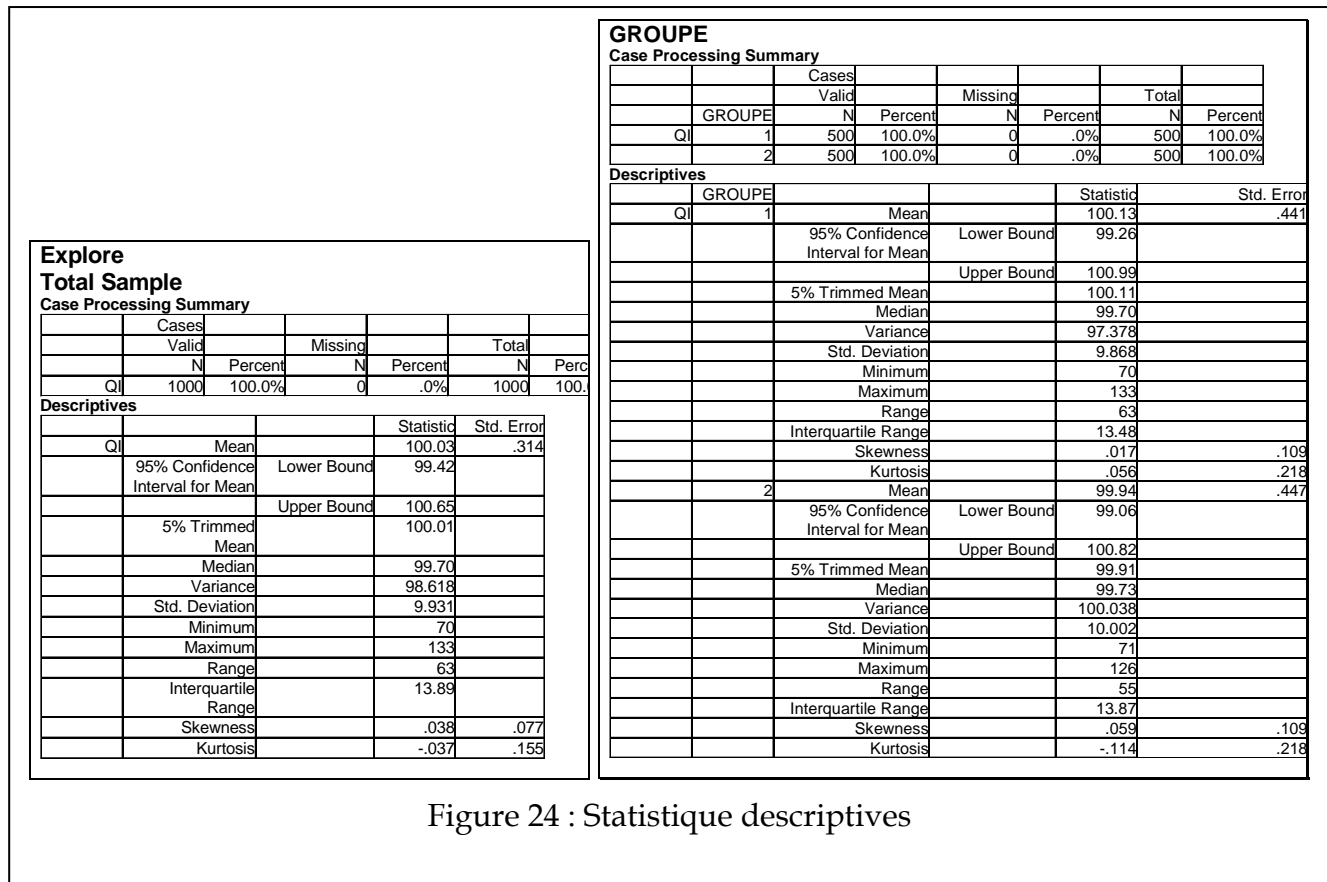 Explore
Total Sample
Case Processing Summary
Cases
Valid Missing Total
N Percent N Percent N Perc
QI 1000 100.0% 0 .0% 1000 100.
Descriptives
Statistic Std. Error
QI Mean 100.03 .314
95% Confidence Lower Bound 99.42
Interval for Mean
Upper Bound 100.65
5% Trimmed 100.01
Mean
Median 99.70
Variance 98.618
Std. Deviation 9.931
Minimum 70
Maximum 133
Range 63
Interquartile 13.89
Range
Skewness .038 .077
Kurtosis -.037 .155
GROUPE
Case Processing Summary
Cases
Valid Missing Total
GROUPE N Percent N Percent N Percent
QI 1 500 100.0% 0 .0% 500 100.0%
2 500 100.0% 0 .0% 500 100.0%
Descriptives
GROUPE Statistic Std. Error
QI 1 Mean 100.13 .441
95% Confidence Lower Bound 99.26
Interval for Mean
Upper Bound 100.99
5% Trimmed Mean 100.11
Median 99.70
Variance 97.378
Std. Deviation 9.868
Minimum 70
Maximum 133
Range 63
Interquartile Range 13.48
Skewness .017 .109
Kurtosis .056 .218
2 Mean 99.94 .447
95% Confidence Lower Bound 99.06
Interval for Mean
Upper Bound 100.82
5% Trimmed Mean 99.91
Median 99.73
Variance 100.038
Std. Deviation 10.002
Minimum 71
Maximum 126
Range 55
Interquartile Range 13.87
Skewness .059 .109
Kurtosis -.114 .218
Figure 24 : Statistique descriptives